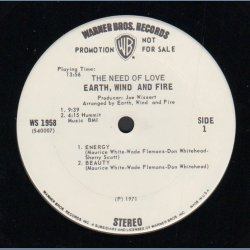 WARNER BROS. RECORDS
PROMOTION NOT FOR SALE
WB
Playing Time:
13:56
THE NEED OF LOVE
EARTH, WIND AND FIRE
Producer: Joe Wissert
Arranged by Earth, Wind and Fire
1- 9:39
2- 4:15 Hummit Music BMI
WS 1958
(S40007)
SIDE
1
1- ENERGY
(Maurice White-Wade Flemons-Don Whitehead-
Sherry Scott)
2- BEAUTY
(Maurice White-Wade Flemons-Don Whitehead)
(P) 1971
STEREO